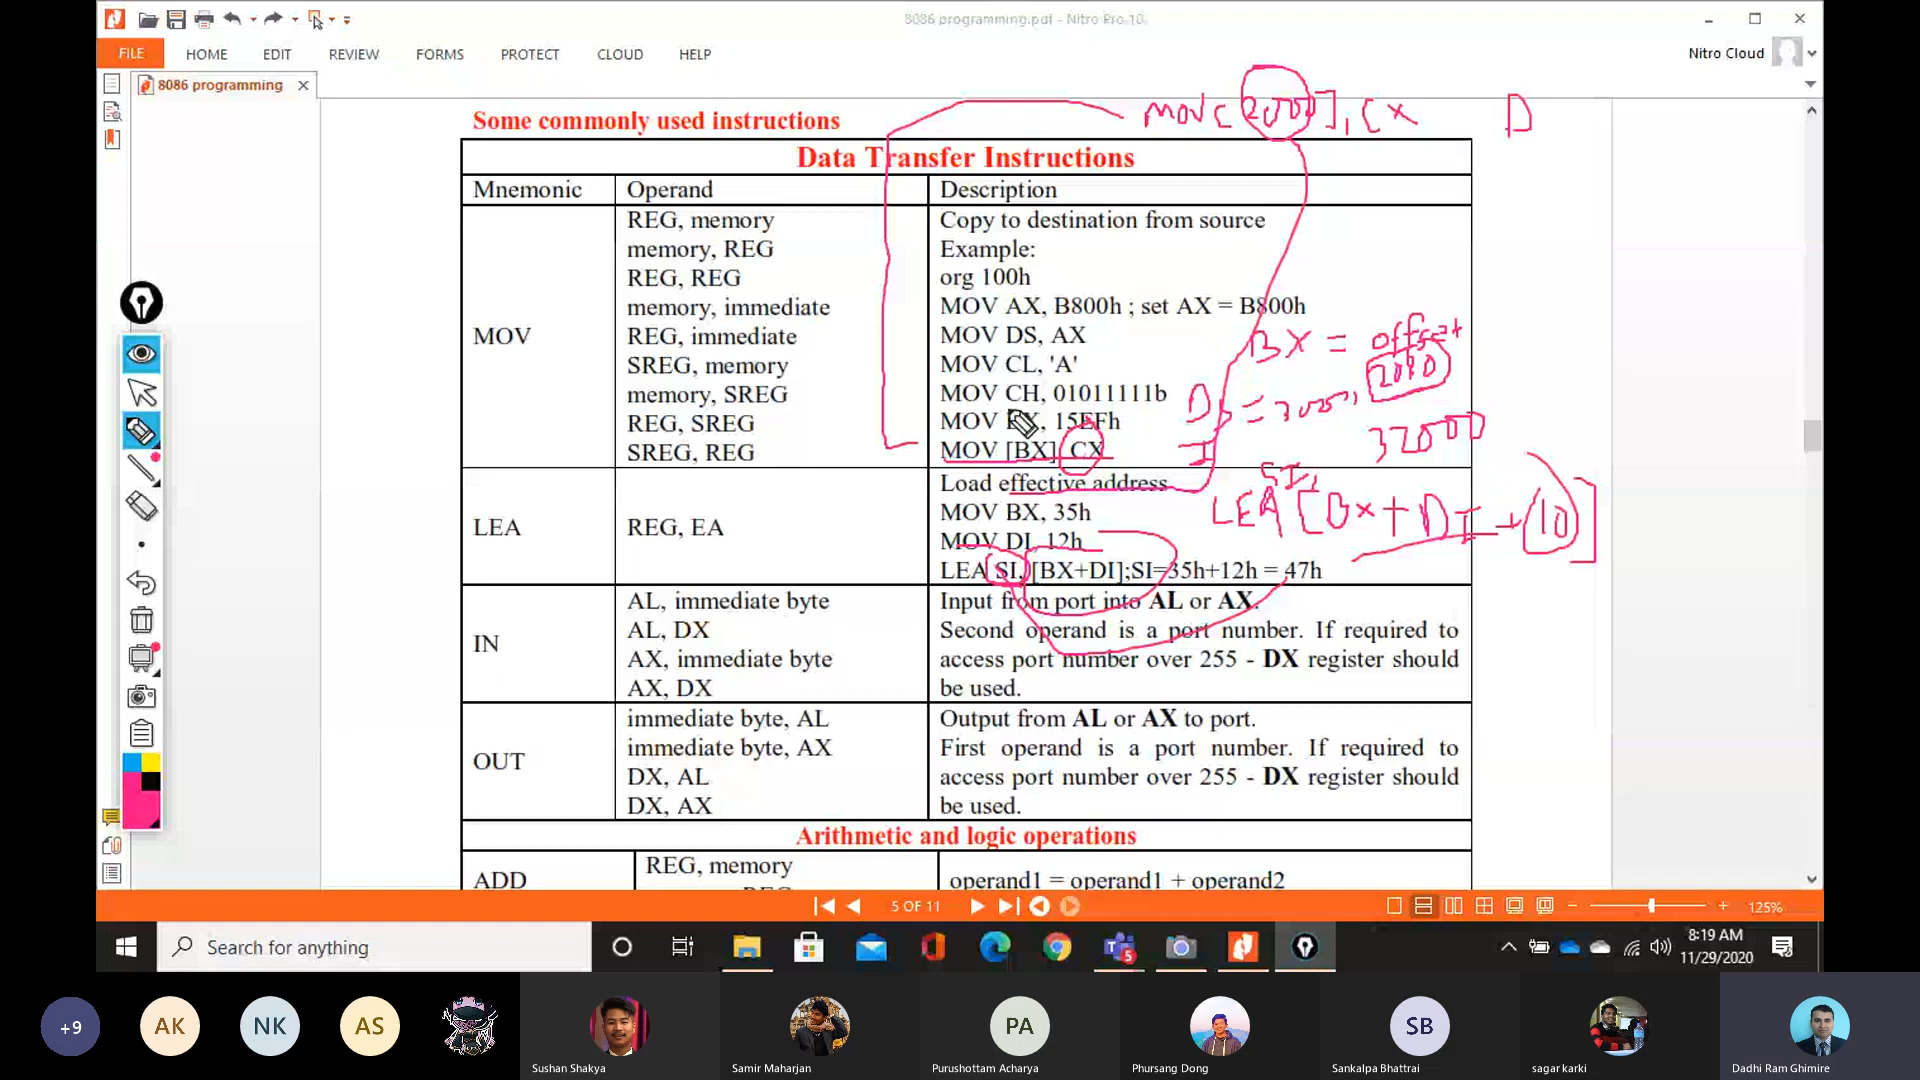 8086 programming.pdf - Nitro Pro 10
FILE
HOME
EDIT
REVIEW
FORMS
PROTECT
CLOUD
HELP
Nitro Cloud
8086 programming
MOV [2000], CX D
Some commonly used instructions
Data Transfer Instructions
Mnemonic
Operand
Description
MOV
REG, memory
memory, REG
REG, REG
memory, immediate
REG, immediate
SREG, memory
memory, SREG
REG, SREG
SREG, REG
Copy to destination from source
Example:
org 100h
MOV AX, B800h ; set AX = B800h
MOV DS, AX
MOV CL, 'A'
MOV CH, 01011111b
MOV BX, 15EFh
MOV [BX], CX
BX = offset
2000
= 3000,
32000
LEA SI, [BX+DI+10]
LEA
REG, EA
Load effective address
MOV BX, 35h
MOV DI, 12h
LEA SI, [BX+DI];SI=35h+12h = 47h
IN
AL, immediate byte
AL, DX
AX, immediate byte
AX, DX
Input from port into AL or AX.
Second operand is a port number. If required to
access port number over 255 - DX register should
be used.
OUT
immediate byte, AL
immediate byte, AX
DX, AL
DX, AX
Output from AL or AX to port.
First operand is a port number. If required to
access port number over 255 - DX register should
be used.
Arithmetic and logic operations
ADD
REG, memory
operand1 = operand1 + operand2
5 OF 11
125%
Search for anything
5
8:19 AM
11/29/2020
+9
AK
NK
AS
PA
SB
Sushan Shakya
Samir Maharjan
Purushottam Acharya
Phursang Dong
Sankalpa Bhattrai
sagar karki
Dadhi Ram Ghimire